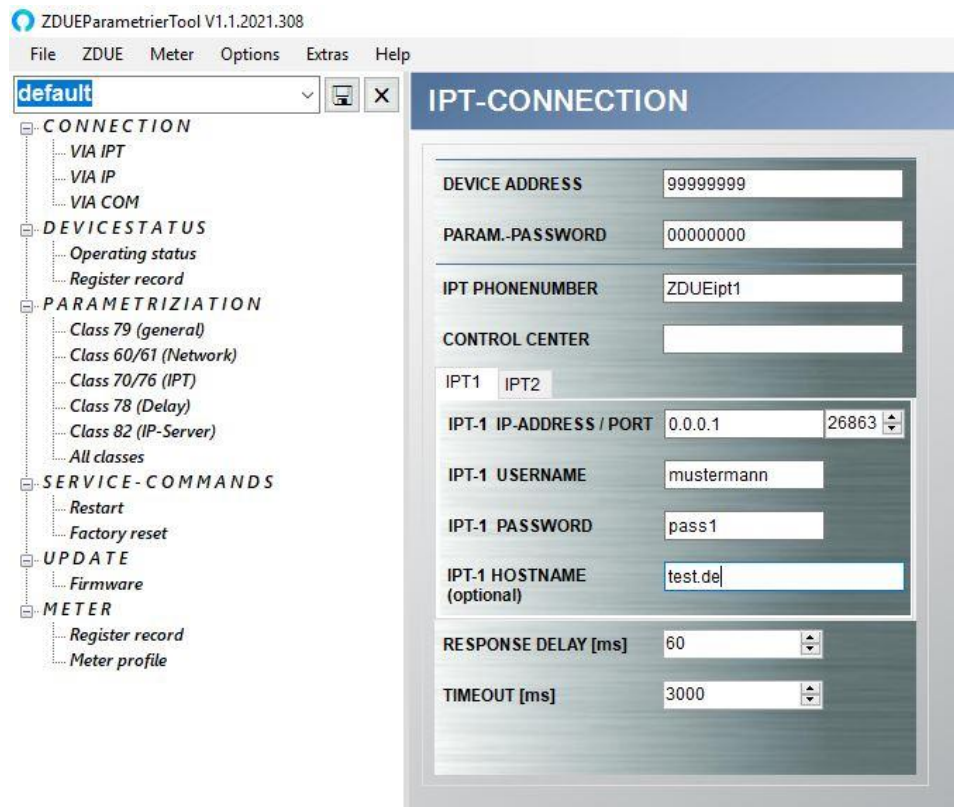 ZDUEParametrierTool V1.1.2021.308
File ZDUE Meter Options Extras Help
default
CONNECTION
VIA IPT
VIA IP
VIA COM
DEVICESTATUS
Operating status
Register record
PARAMETRIZIATION
Class 79 (general)
Class 60/61 (Network)
Class 70/76 (IPT)
Class 78 (Delay)
Class 82 (IP-Server)
All classes
SERVICE-COMMANDS
Restart
Factory reset
UPDATE
Firmware
METER
Register record
Meter profile
IPT-CONNECTION
DEVICE ADDRESS 99999999
PARAM.-PASSWORD 00000000
IPT PHONENUMBER ZDUEipt1
CONTROL CENTER
IPT1 IPT2
IPT-1 IP-ADDRESS / PORT 0.0.0.1 26863
IPT-1 USERNAME mustermann
IPT-1 PASSWORD pass1
IPT-1 HOSTNAME test.de
(optional)
RESPONSE DELAY [ms] 60
TIMEOUT [ms] 3000